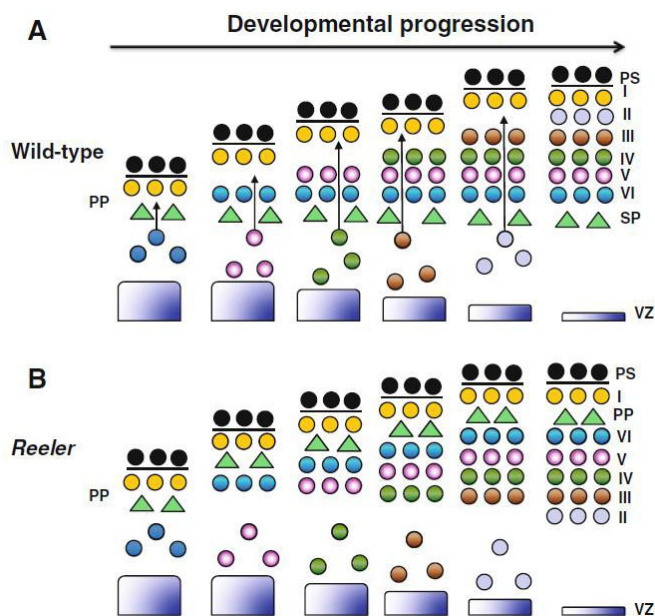 Developmental progression
A
Wild-type
PP
PS
I
II
III
IV
V
VI
SP
VZ
B
Reeler
PP
PS
I
PP
VI
V
IV
III
II
VZ